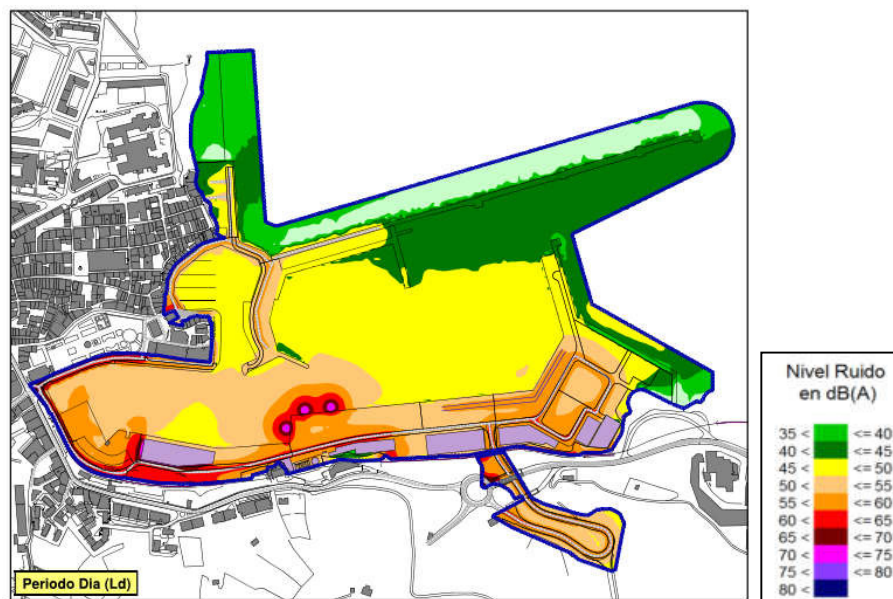 Periodo Dia (Ld)
Nivel Ruido
en dB(A)
35 < <= 40
40 < <= 45
45 < <= 50
50 < <= 55
55 < <= 60
60 < <= 65
65 < <= 70
70 < <= 75
75 < <= 80
80 <